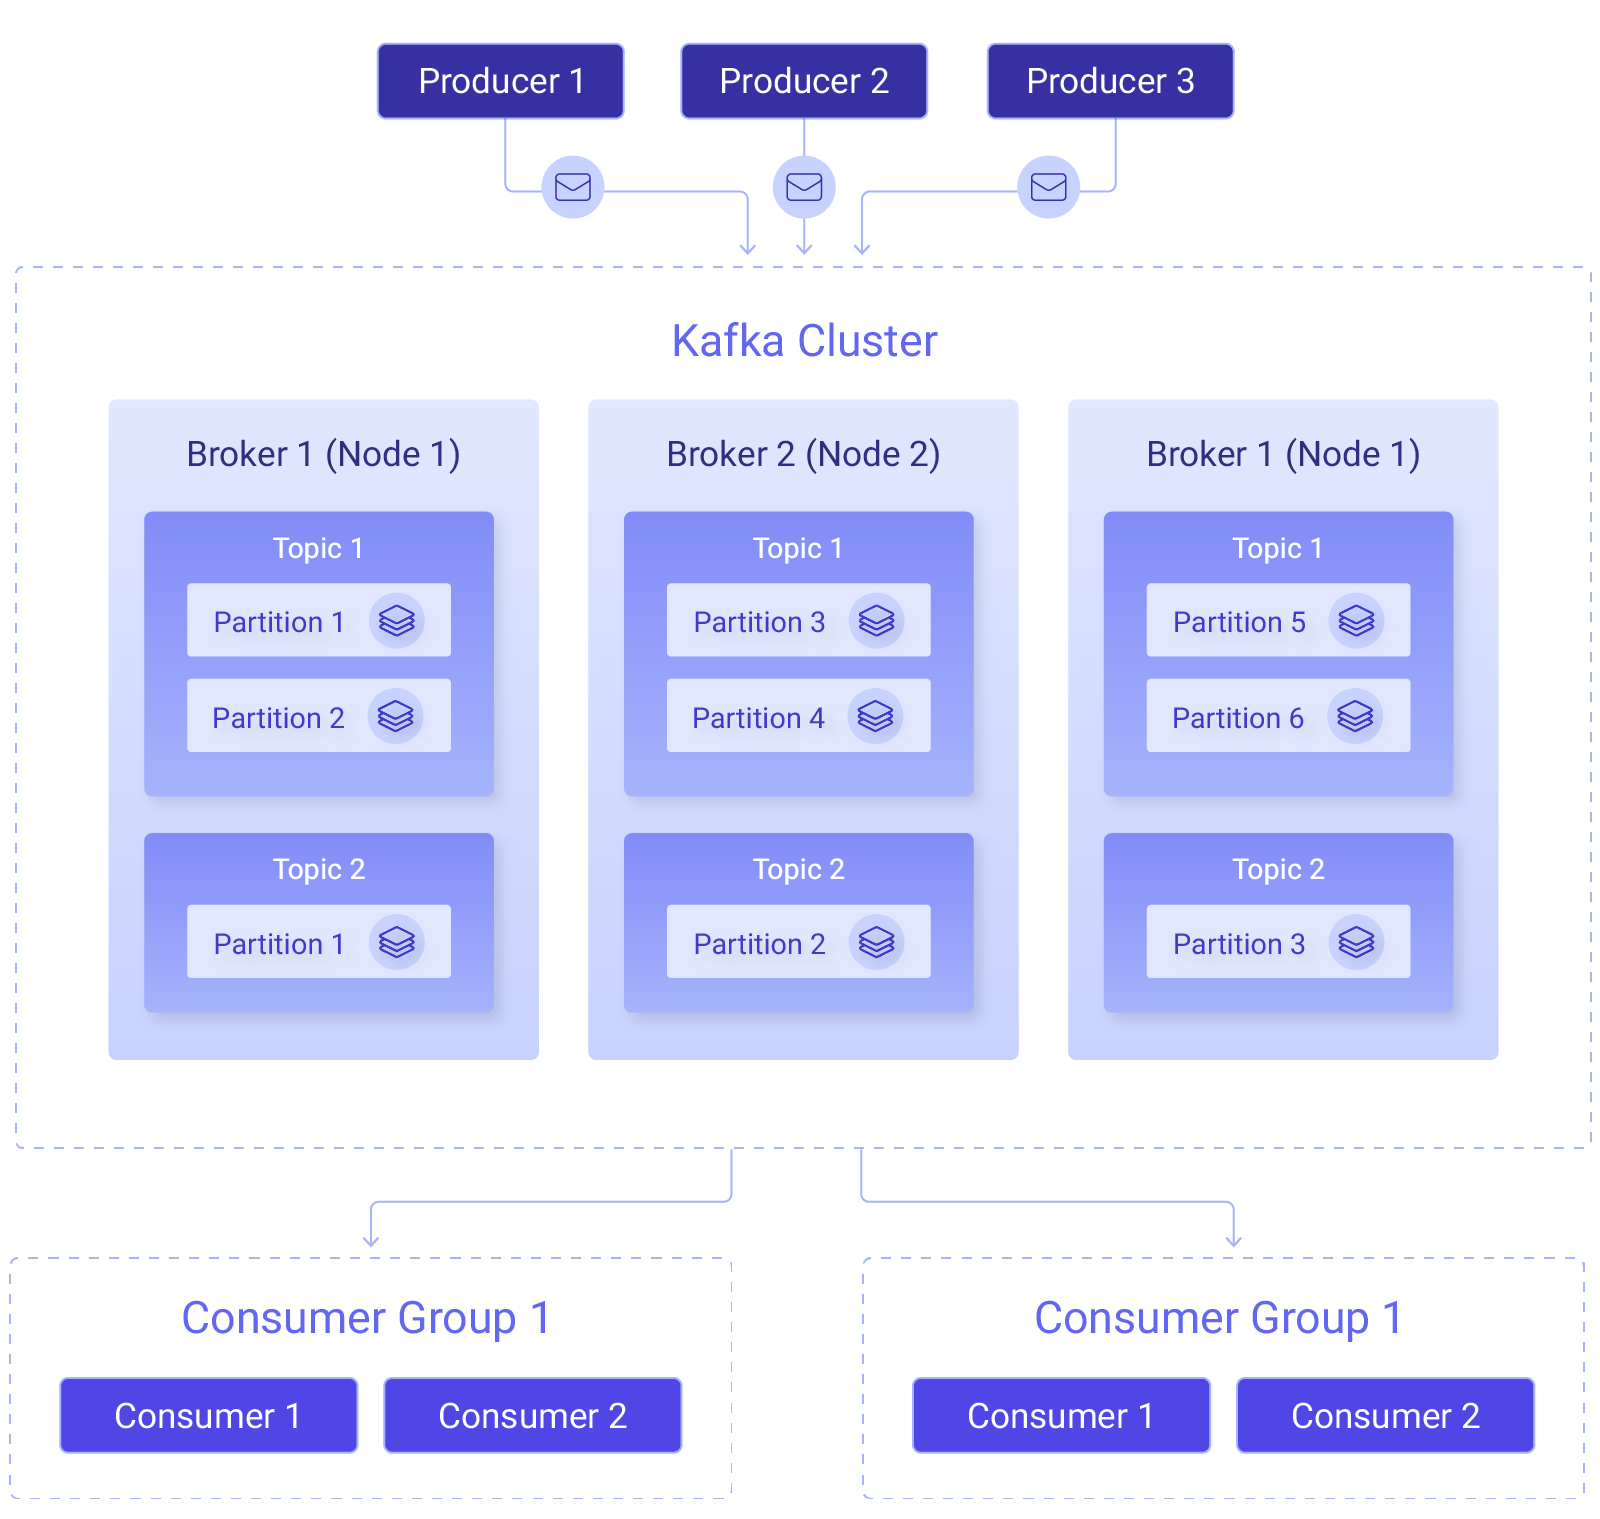 Producer 1
Producer 2
Producer 3
Kafka Cluster
Broker 1 (Node 1)
Topic 1
Partition 1
Partition 2
Topic 2
Partition 1
Broker 2 (Node 2)
Topic 1
Partition 3
Partition 4
Topic 2
Partition 2
Broker 1 (Node 1)
Topic 1
Partition 5
Partition 6
Topic 2
Partition 3
Consumer Group 1
Consumer 1
Consumer 2
Consumer Group 1
Consumer 1
Consumer 2